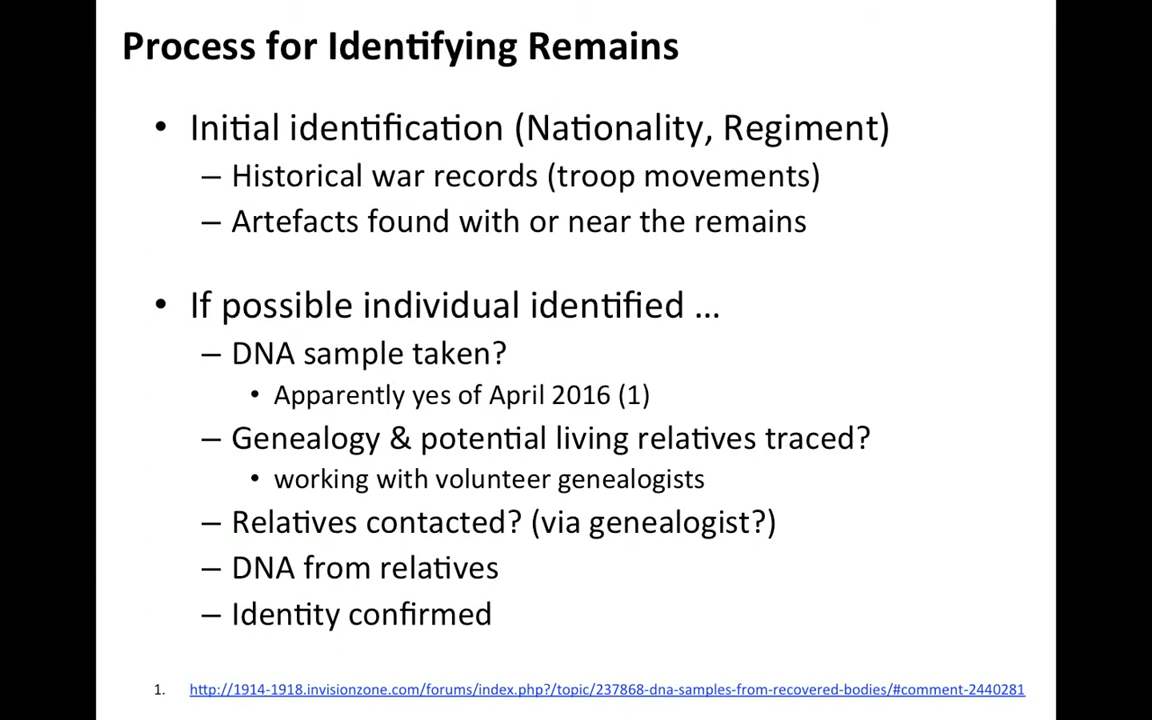 Process for Identifying Remains
• Initial identification (Nationality, Regiment)
– Historical war records (troop movements)
– Artefacts found with or near the remains
• If possible individual identified ...
– DNA sample taken?
• Apparently yes of April 2016 (1)
– Genealogy & potential living relatives traced?
• working with volunteer genealogists
– Relatives contacted? (via genealogist?)
– DNA from relatives
– Identity confirmed
1. http://1914-1918.invisionzone.com/forums/index.php?/topic/237868-dna-samples-from-recovered-bodies/#comment-2440281